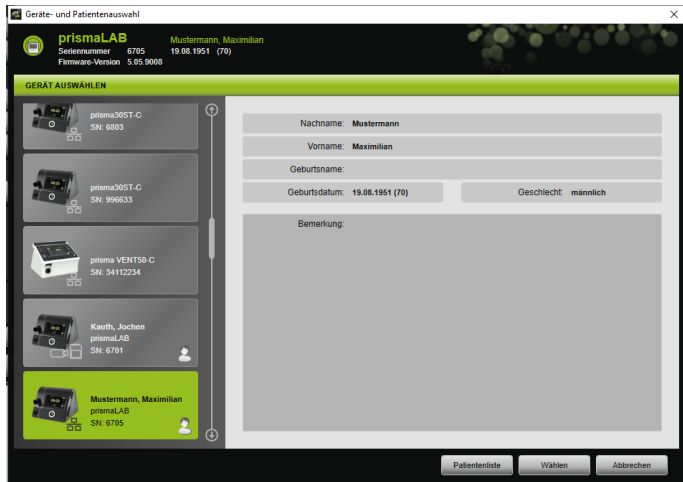 Geräte- und Patientenauswahl
prismaLAB
Mustermann, Maximilian
Seriennummer 6705 19.08.1951 (70)
Firmware-Version 5.05.9008
GERÄT AUSWÄHLEN
prisma30ST-C
SN: 6803
prisma30ST-C
SN: 996633
prisma VENT50-C
SN: 34112234
Kauth, Jochen
prismaLAB
SN: 6701
Mustermann, Maximilian
prismaLAB
SN: 6705
Nachname: Mustermann
Vorname: Maximilian
Geburtsname:
Geburtsdatum: 19.08.1951 (70) Geschlecht: männlich
Bemerkung:
Patientenliste Wählen Abbrechen